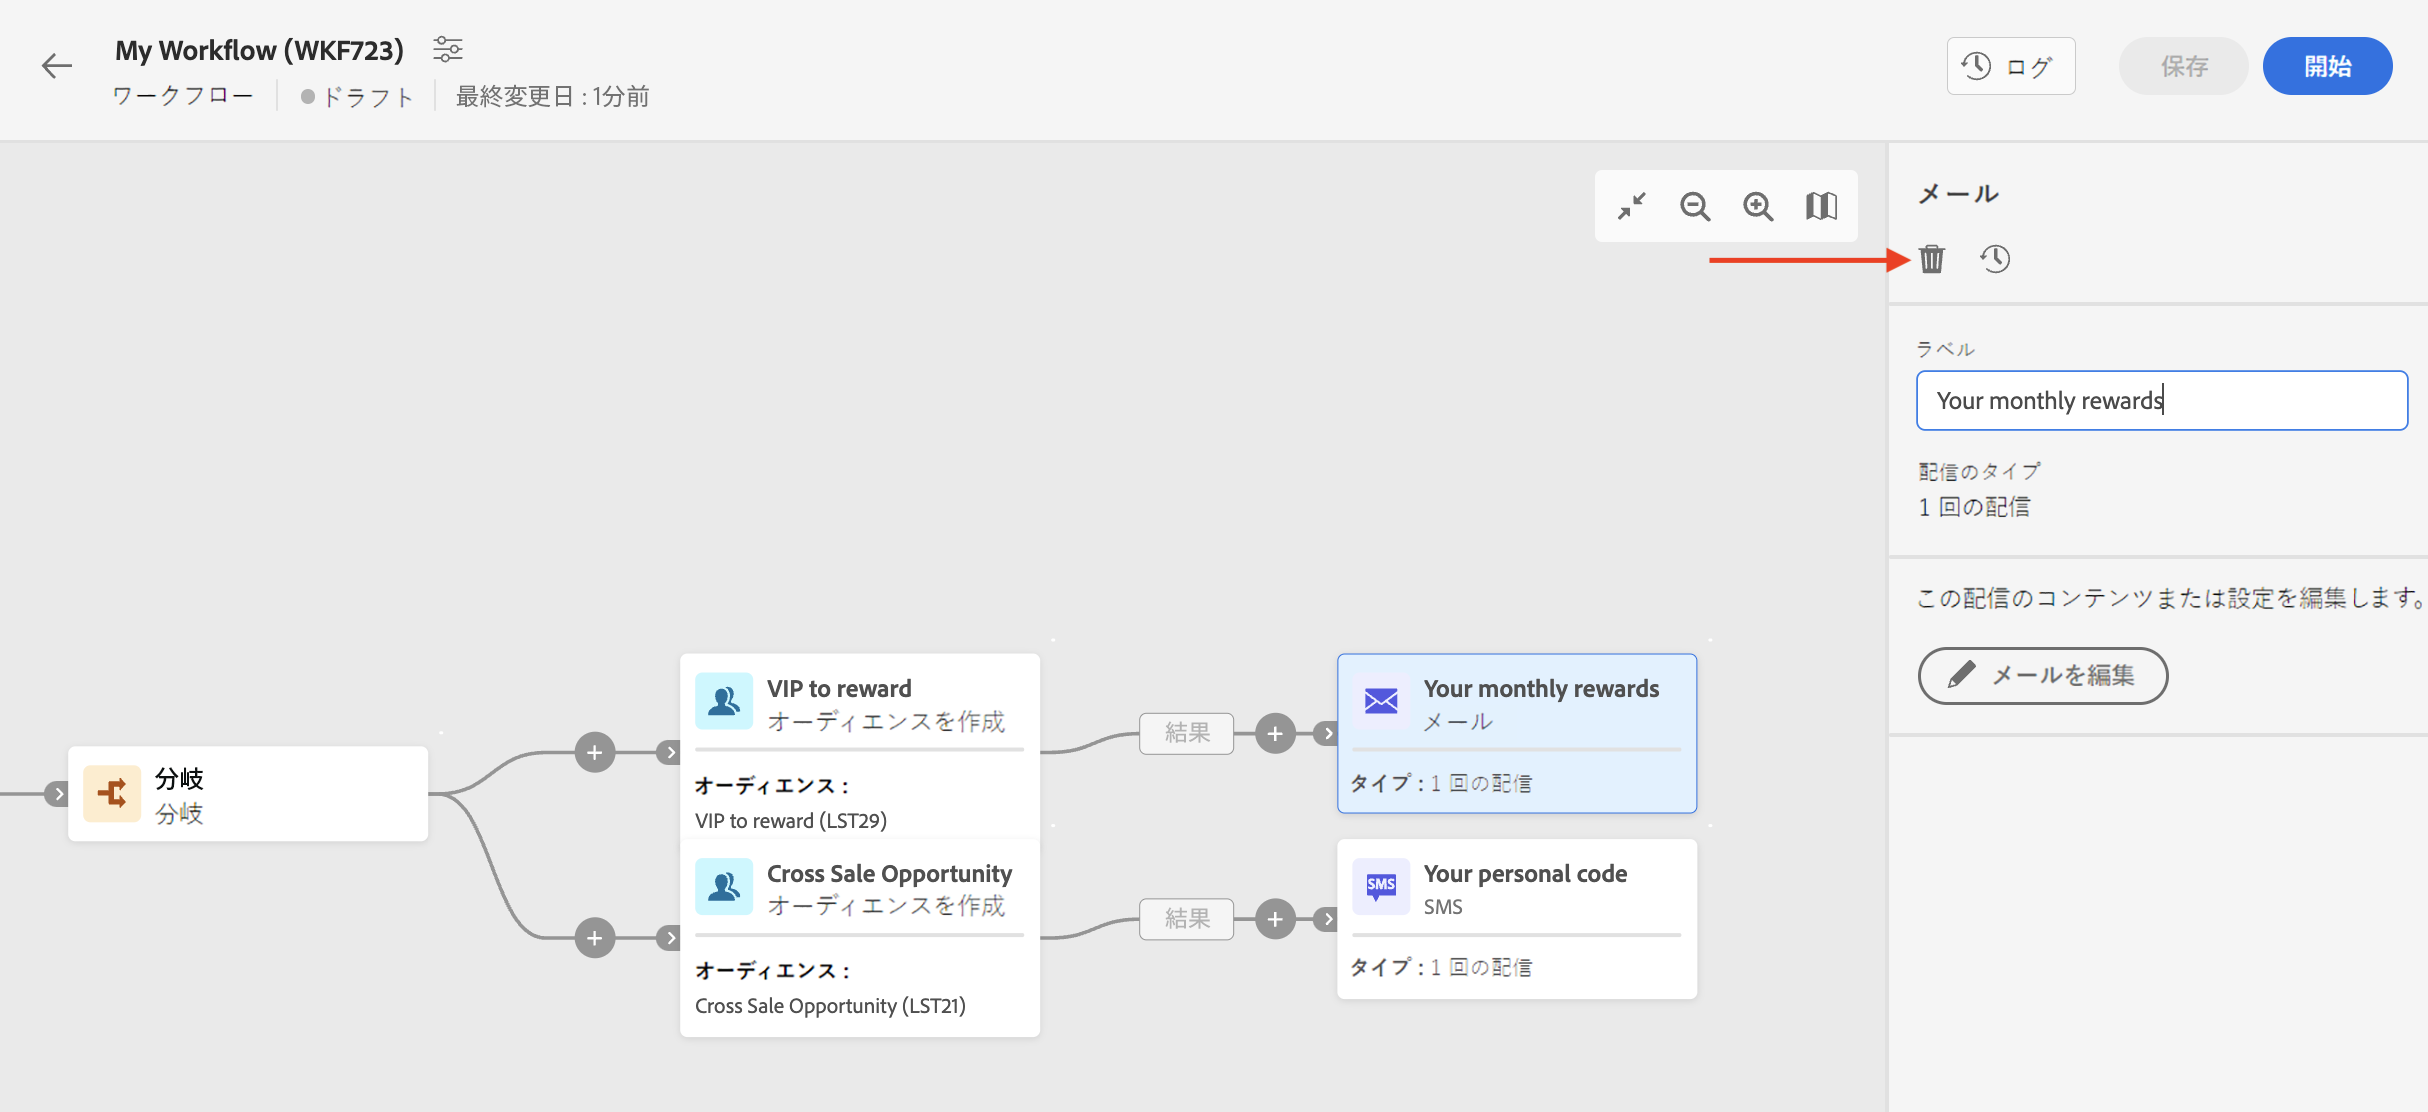 My Workflow (WKF723)
ワークフロー
ドラフト
最終変更日 : 1分前
ログ
保存
開始
メール
ラベル
Your monthly rewards
配信のタイプ
1 回の配信
この配信のコンテンツまたは設定を編集します。
メールを編集
分岐
分岐
VIP to reward
オーディエンスを作成
オーディエンス :
VIP to reward (LST29)
結果
Your monthly rewards
メール
タイプ : 1 回の配信
Cross Sale Opportunity
オーディエンスを作成
オーディエンス :
Cross Sale Opportunity (LST21)
結果
SMS
Your personal code
SMS
タイプ : 1 回の配信